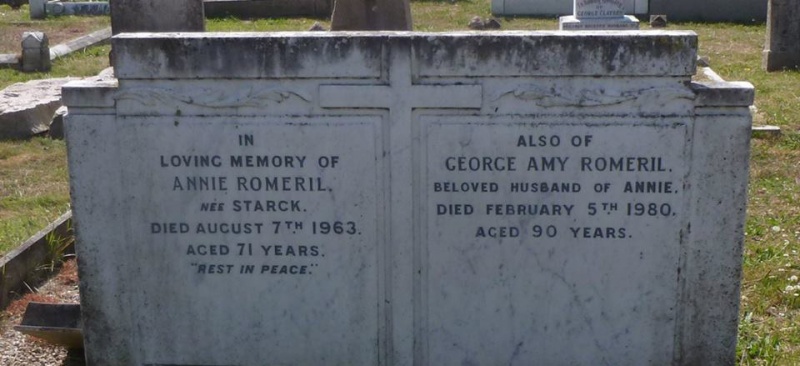 IN
LOVING MEMORY OF
ANNIE ROMERIL.
NÉE STARCK.
DIED AUGUST 7TH. 1963.
AGED 71 YEARS.
"REST IN PEACE."
ALSO OF
GEORGE AMY ROMERIL.
BELOVED HUSBAND OF ANNIE.
DIED FEBRUARY 5TH. 1980.
AGED 90 YEARS.